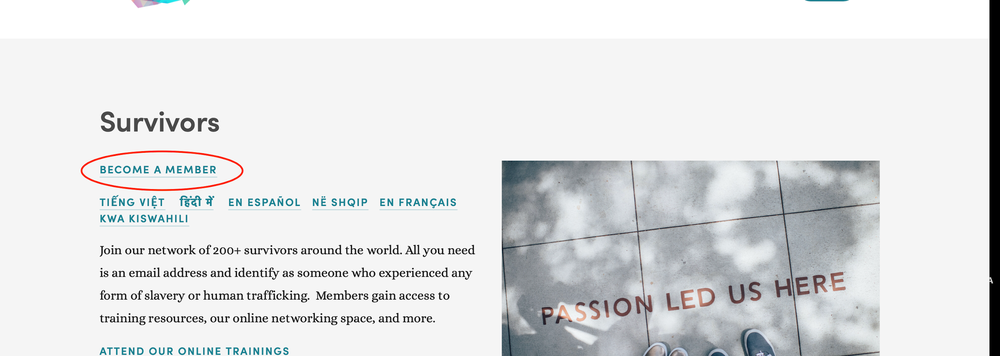 Survivors
BECOME A MEMBER
TIẾNG VIỆT हिंदी में EN ESPAÑOL NË SHQIP EN FRANÇAIS
KWA KISWAHILI
Join our network of 200+ survivors around the world. All you need
is an email address and identify as someone who experienced any
form of slavery or human trafficking.  Members gain access to
training resources, our online networking space, and more.
ATTEND OUR ONLINE TRAININGS
PASSION LED US HERE